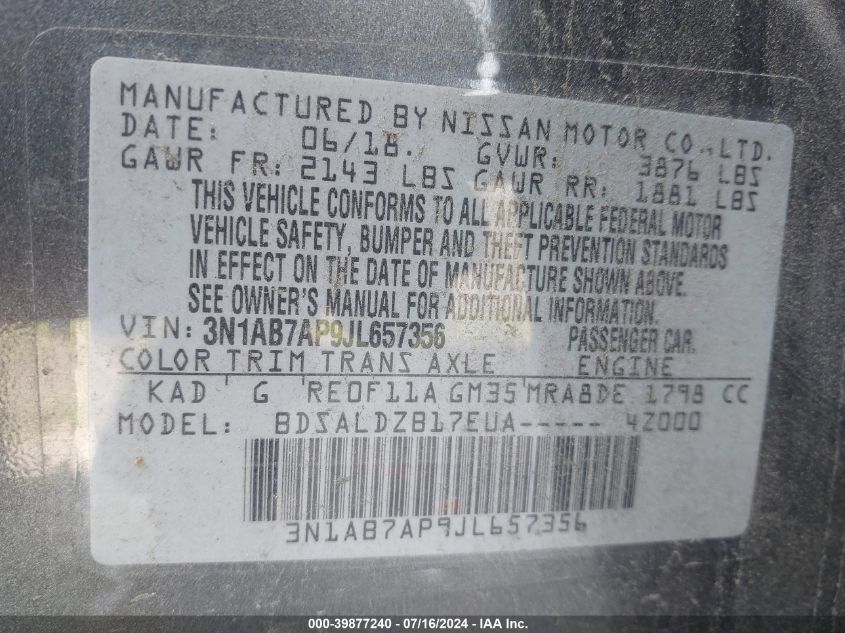 MANUFACTURED BY NISSAN MOTOR CO.,LTD.
DATE: 06/18. GVWR: 3876 LBS
GAWR FR: 2143 LBS GAWR RR: 1881 LBS
THIS VEHICLE CONFORMS TO ALL APPLICABLE FEDERAL MOTOR
VEHICLE SAFETY, BUMPER AND THEFT PREVENTION STANDARDS
IN EFFECT ON THE DATE OF MANUFACTURE SHOWN ABOVE.
SEE OWNER'S MANUAL FOR ADDITIONAL INFORMATION.
VIN: 3N1AB7AP9JL657356 PASSENGER CAR.
COLOR TRIM TRANS AXLE ENGINE
KAD G RE0F11A GM35 MRA8DE 1798 CC
MODEL: BDSALDZB17EUA----- 42000
3N1AB7AP9JL657356
000-39877240 - 07/16/2024 - IAA Inc.